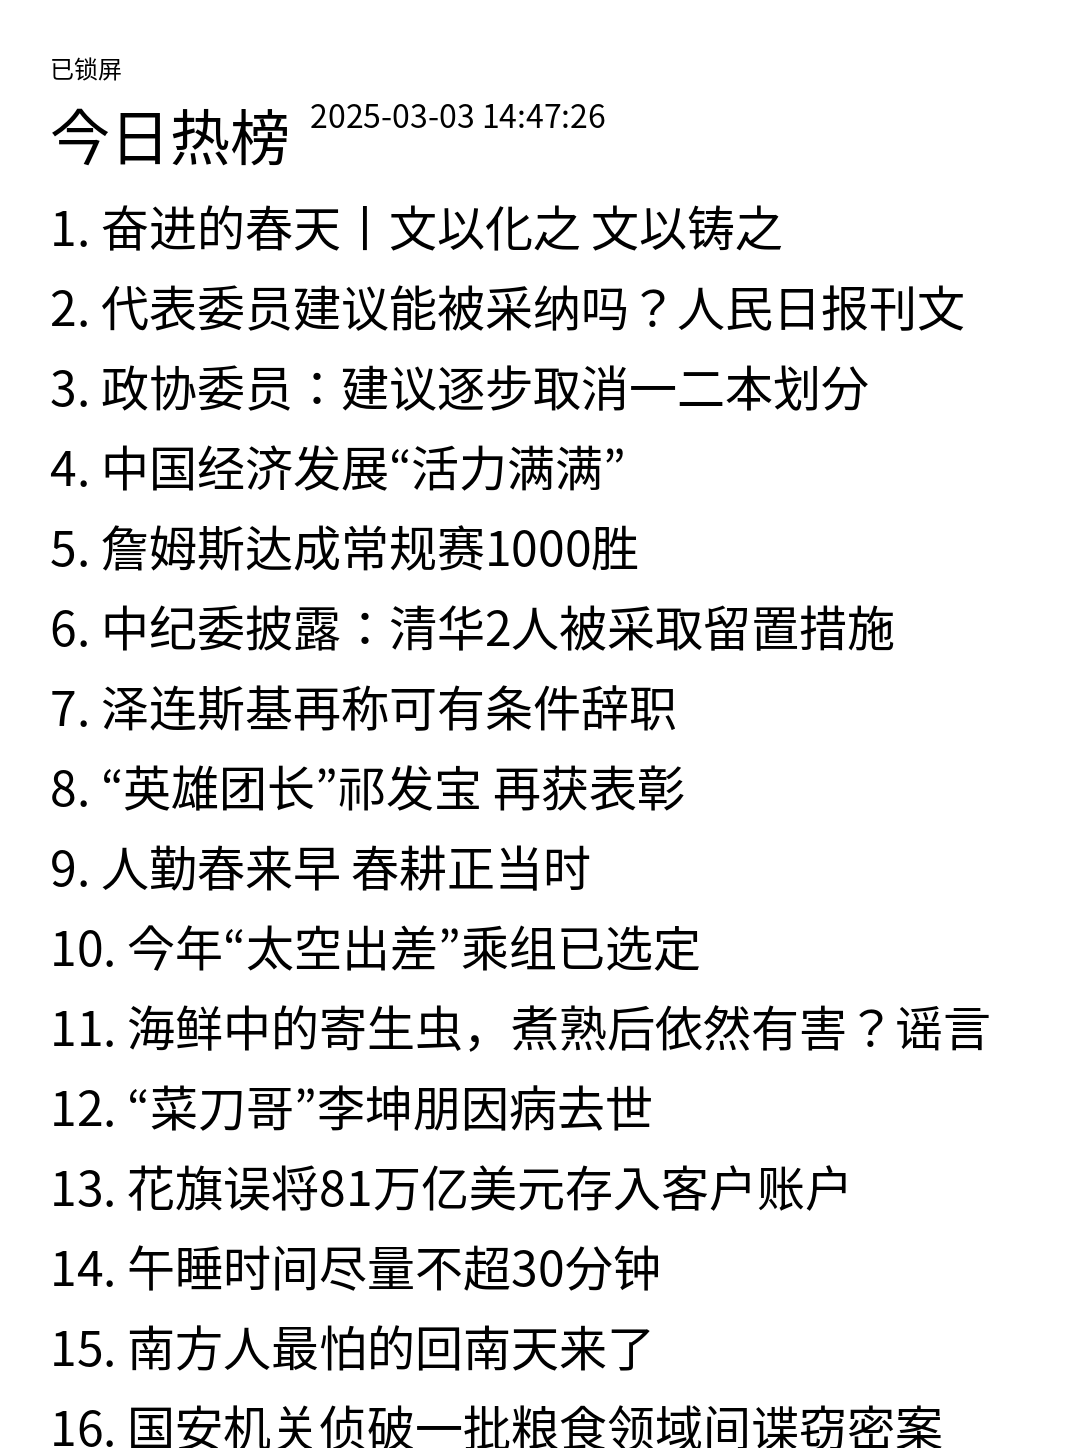 已锁屏
今日热榜 2025-03-03 14:47:26
1. 奋进的春天丨文以化之 文以铸之
2. 代表委员建议能被采纳吗？人民日报刊文
3. 政协委员：建议逐步取消一二本划分
4. 中国经济发展“活力满满”
5. 詹姆斯达成常规赛1000胜
6. 中纪委披露：清华2人被采取留置措施
7. 泽连斯基再称可有条件辞职
8. “英雄团长”祁发宝 再获表彰
9. 人勤春来早 春耕正当时
10. 今年“太空出差”乘组已选定
11. 海鲜中的寄生虫，煮熟后依然有害？谣言
12. “菜刀哥”李坤朋因病去世
13. 花旗误将81万亿美元存入客户账户
14. 午睡时间尽量不超30分钟
15. 南方人最怕的回南天来了
16. 国安机关侦破一批粮食领域间谍窃密案